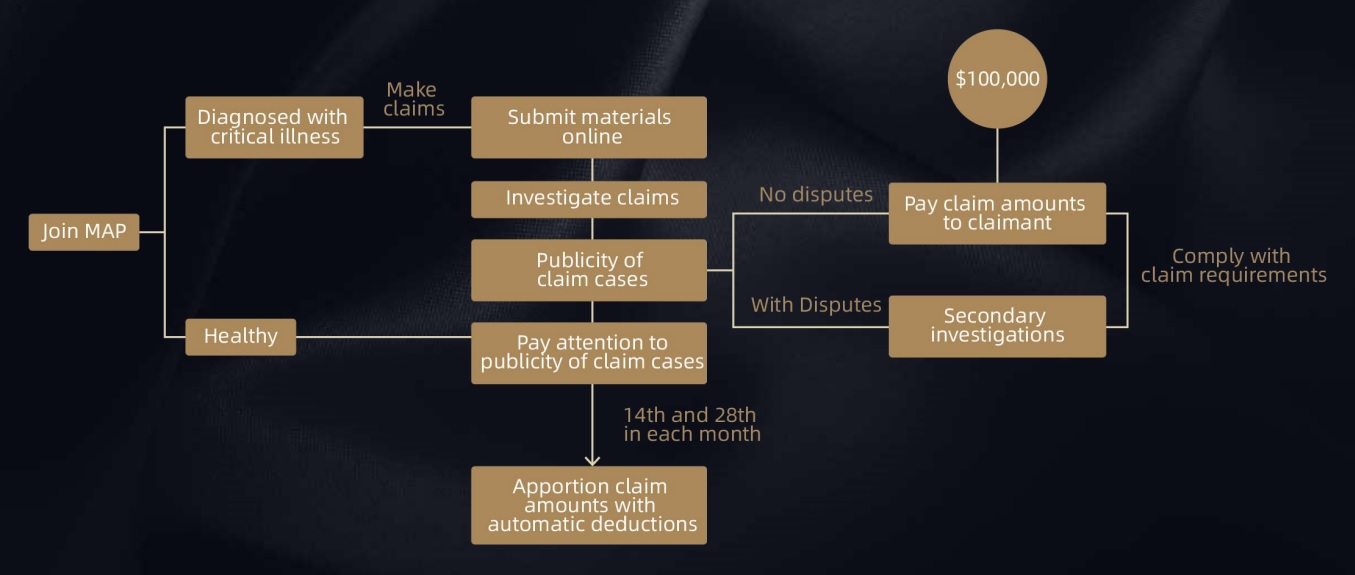 $100,000
Make
claims
Diagnosed with
critical illness
Submit materials
online
Investigate claims
No disputes
Pay claim amounts
to claimant
Join MAP
Publicity of
claim cases
Comply with
claim requirements
With Disputes
Secondary
investigations
Healthy
Pay attention to
publicity of claim cases
14th and 28th
in each month
Apportion claim
amounts with
automatic deductions